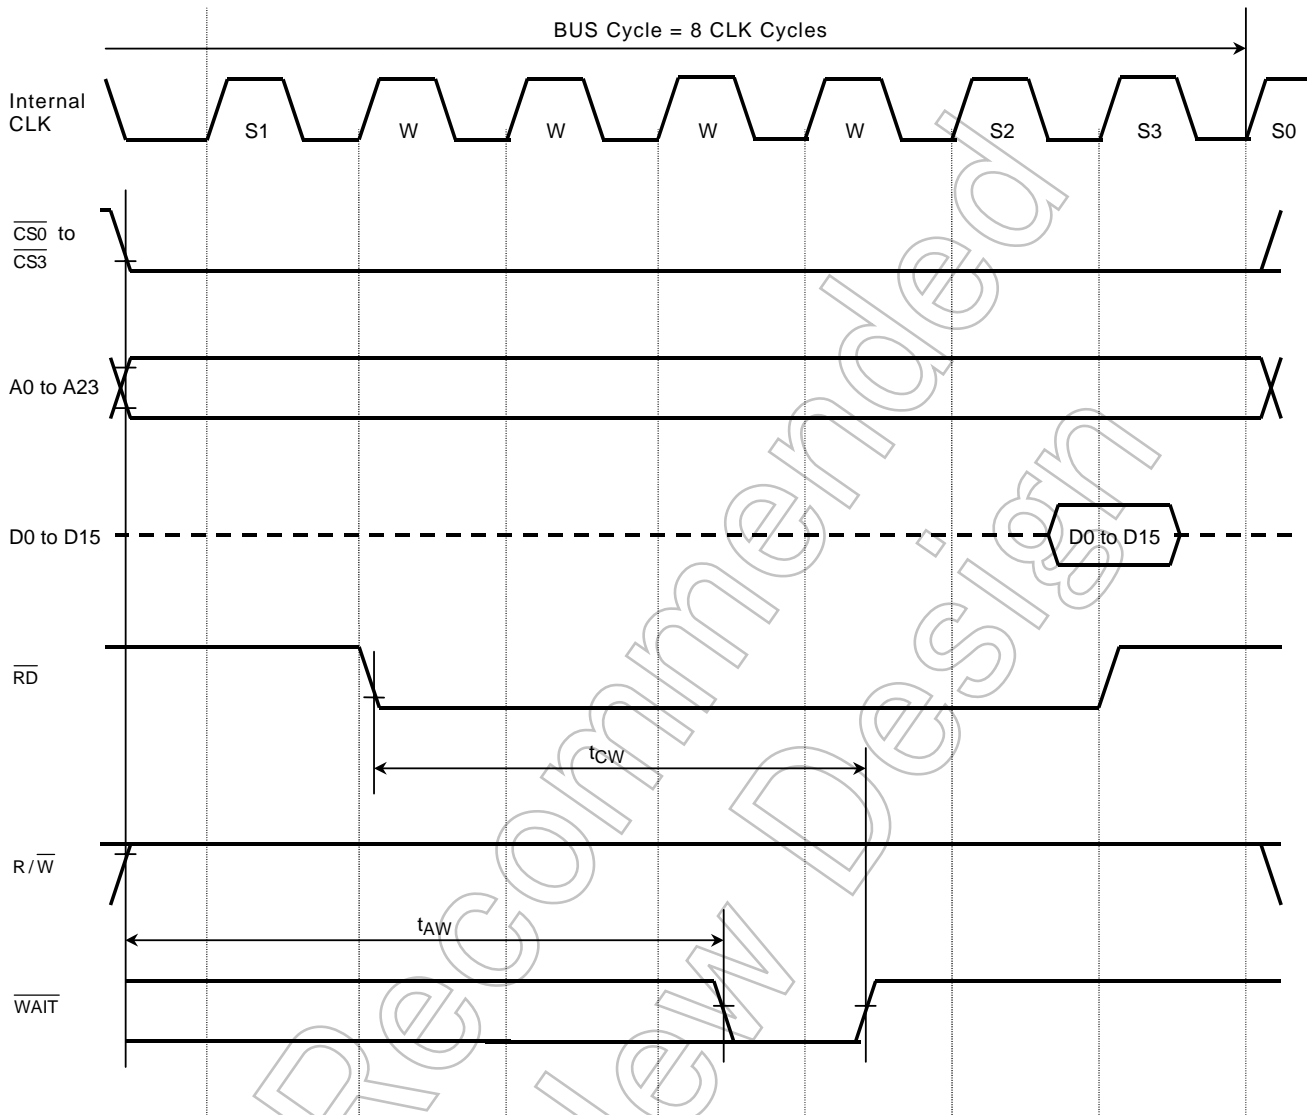 BUS Cycle = 8 CLK Cycles
Internal
CLK
S1 W W W W S2 S3 S0
CS0 to
CS3
A0 to A23
D0 to D15
D0 to D15
RD
tCW
R/W
tAW
WAIT
Recommended
New Design